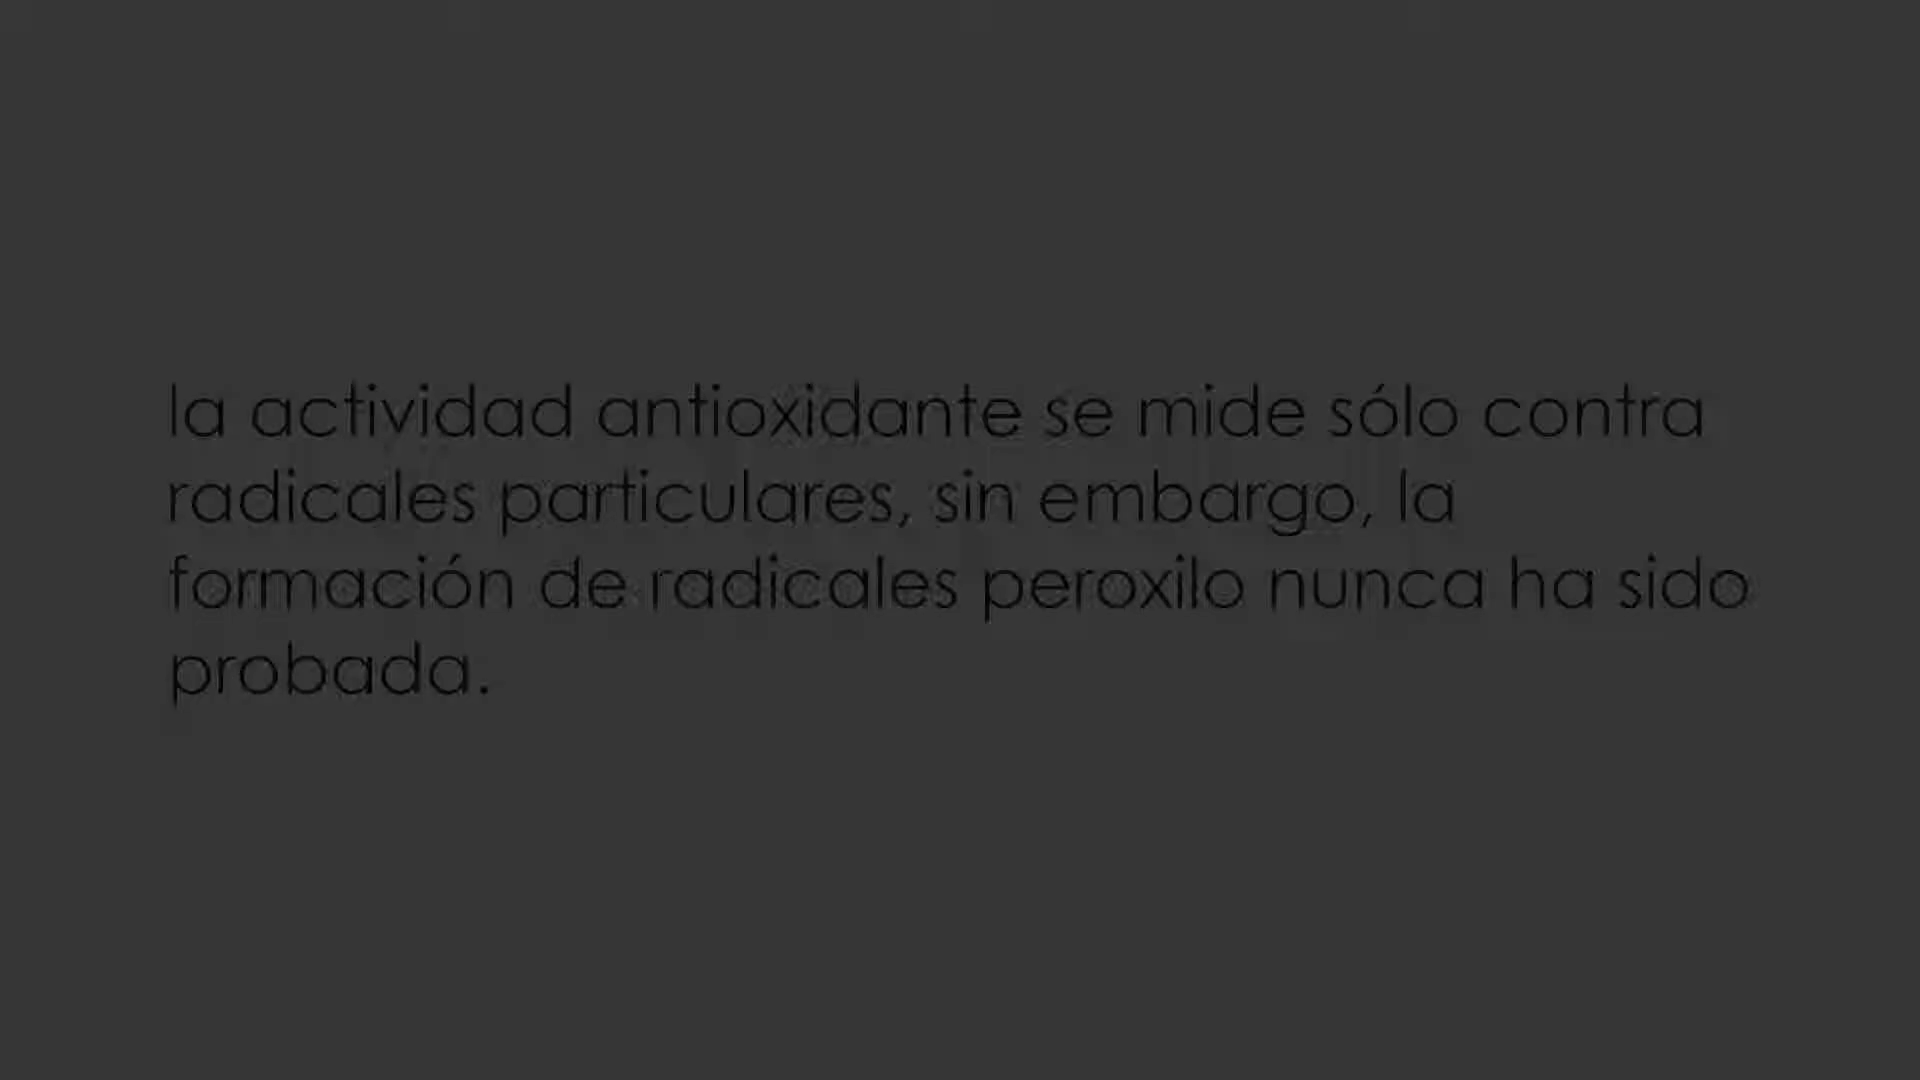 la actividad antioxidante se mide sólo contra
radicales particulares, sin embargo, la
formación de radicales peroxilo nunca ha sido
probada.